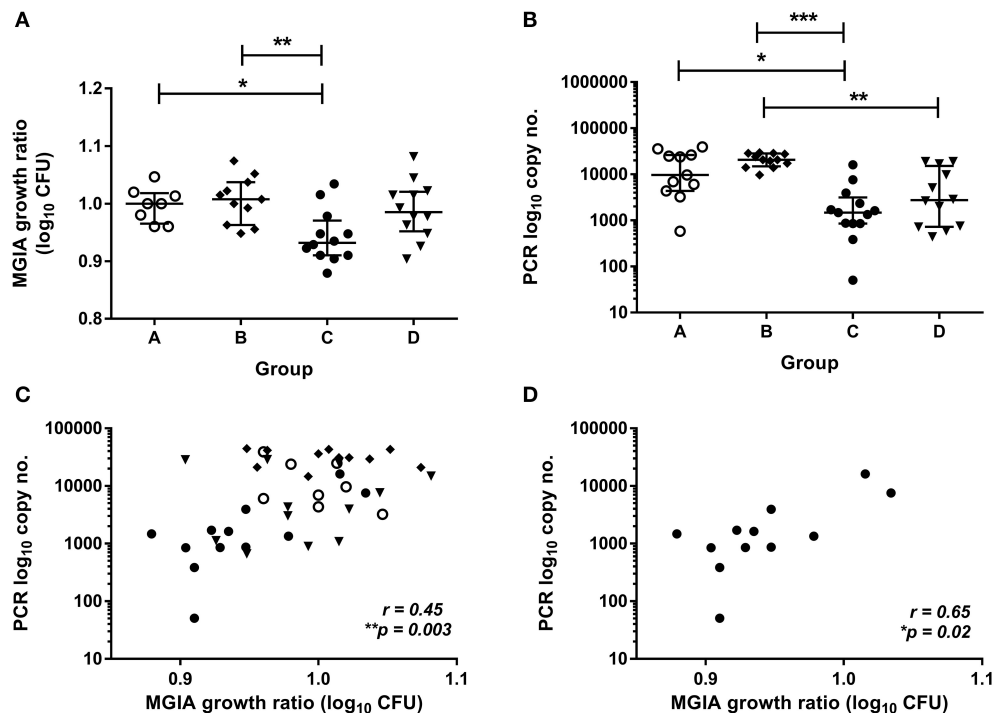 A
**
*
1.2
1.1
1.0
0.9
0.8
MGIA growth ratio
(log10 CFU)
A B C D
Group
B
***
*
**
1000000
100000
10000
1000
100
10
PCR log10 copy no.
A B C D
Group
C
100000
10000
1000
100
10
PCR log10 copy no.
r = 0.45
**p = 0.003
0.9 1.0 1.1
MGIA growth ratio (log10 CFU)
D
100000
10000
1000
100
10
PCR log10 copy no.
r = 0.65
*p = 0.02
0.9 1.0 1.1
MGIA growth ratio (log10 CFU)